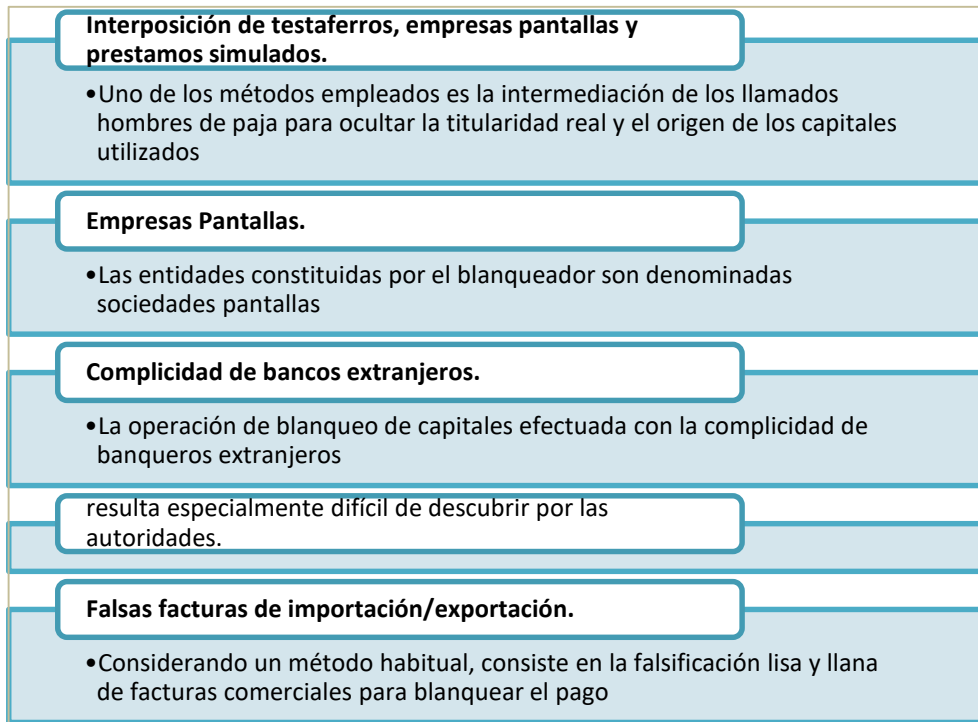 Interposición de testaferros, empresas pantallas y
prestamos simulados.
•Uno de los métodos empleados es la intermediación de los llamados
hombres de paja para ocultar la titularidad real y el origen de los capitales
utilizados
Empresas Pantallas.
•Las entidades constituidas por el blanqueador son denominadas
sociedades pantallas
Complicidad de bancos extranjeros.
•La operación de blanqueo de capitales efectuada con la complicidad de
banqueros extranjeros
resulta especialmente difícil de descubrir por las
autoridades.
Falsas facturas de importación/exportación.
•Considerando un método habitual, consiste en la falsificación lisa y llana
de facturas comerciales para blanquear el pago